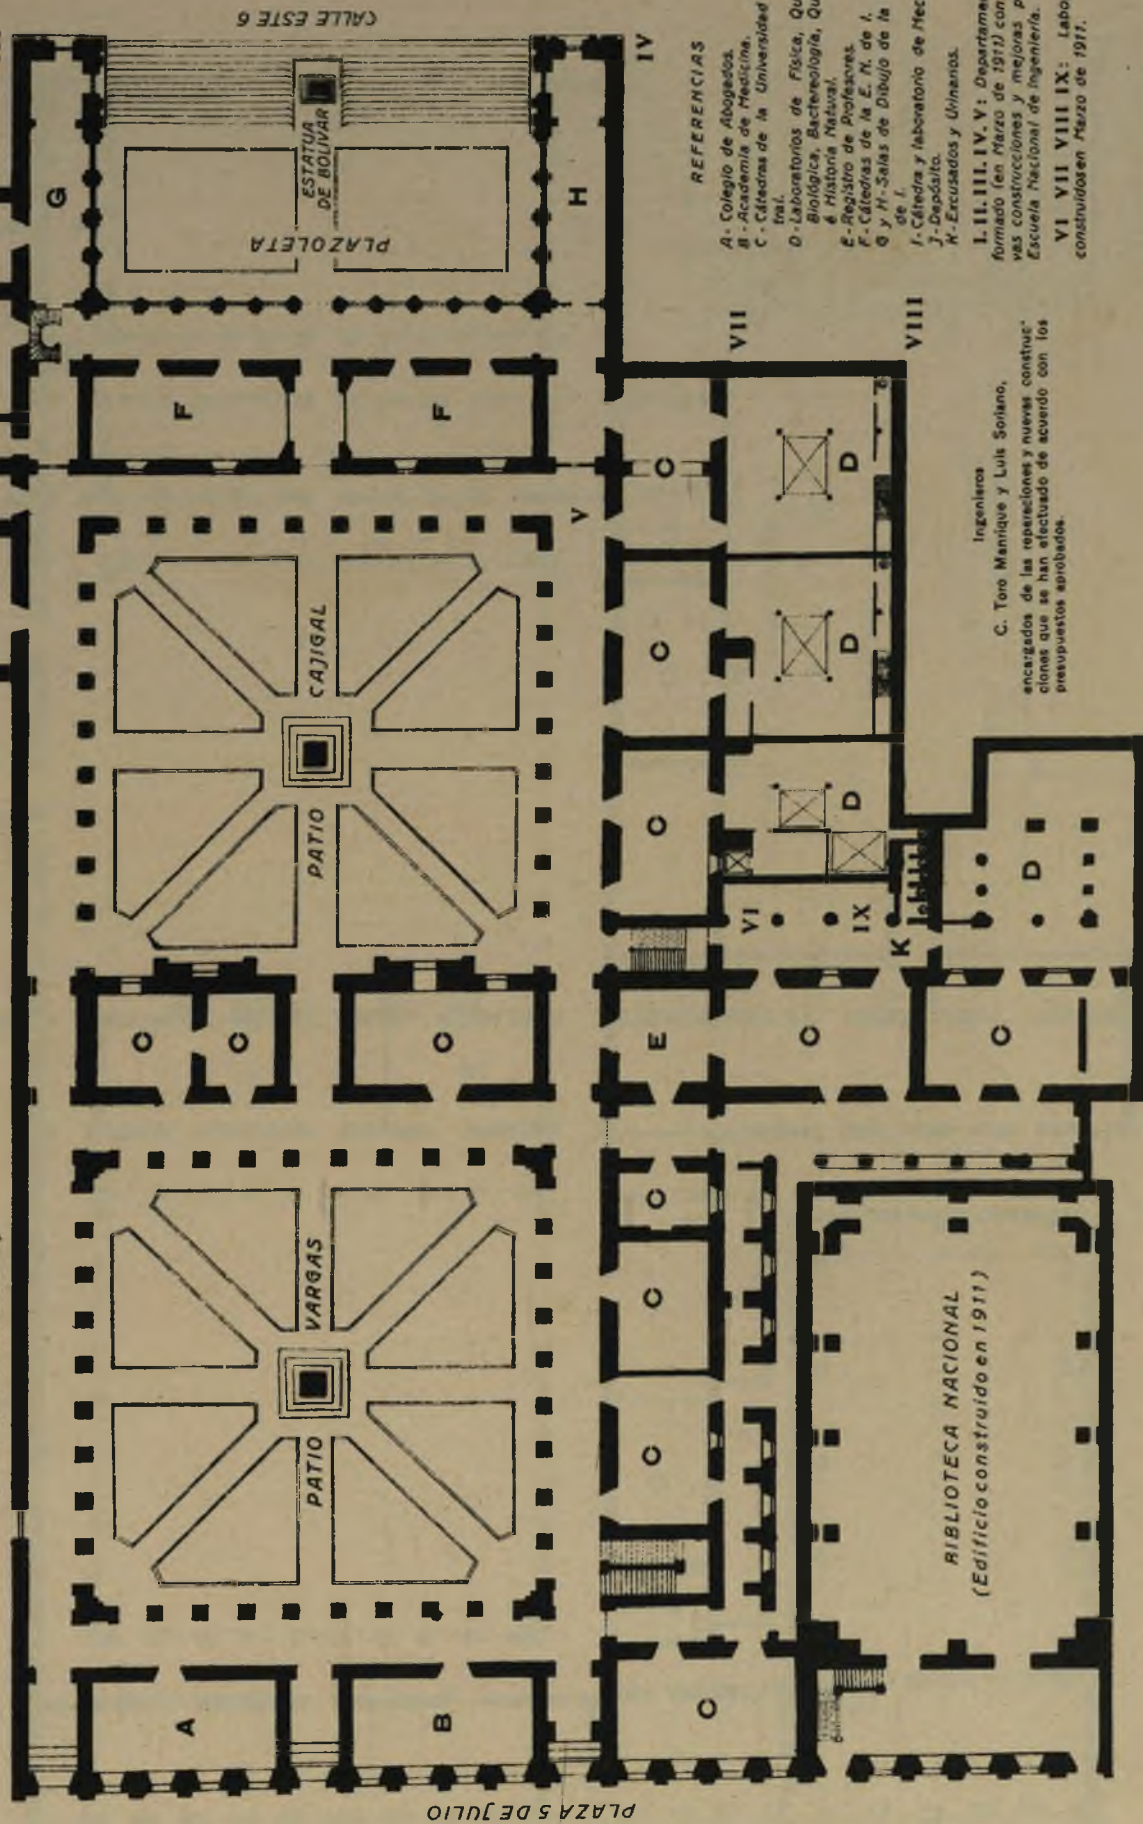 CALLE ESTE 6
G
ESTATUA
DE BOLIVAR
PLAZOLETA
H
IV
F
F
V
PATIO CAJIGAL
C
C
C
VII
D
D
D
VIII
VI
IX
K
D
C
C
C
E
C
C
PATIO VARGAS
C
C
C
A
B
C
PLAZA 5 DE JULIO
BIBLIOTECA NACIONAL
(Edificio construido en 1911)
REFERENCIAS
A- Colegio de Abogados.
B- Academia de Medicina.
C- Cátedras de la Universidad
tral.
D- Laboratorios de Física,
Biológica, Bactereología,
é Historia Natural.
E- Registro de Profesores.
F- Cátedras de la E. N. de I.
G y H- Salas de Dibujo de la
de I.
I- Cátedra y laboratorio de
J- Depósito.
K- Excusados y Urinarios.
I. II. III. IV. V:
formado (en Marzo de 1911) con
vas construcciones y mejoras
Escuela Nacional de Ingeniería.
VI VII VIII IX:
construidos en Marzo de 1911.
Ingenieros
C. Toro Manrique y Luis Soriano,
encargados de las reparaciones y nuevas construc-
ciones que se han efectuado de acuerdo con los
presupuestos aprobados.